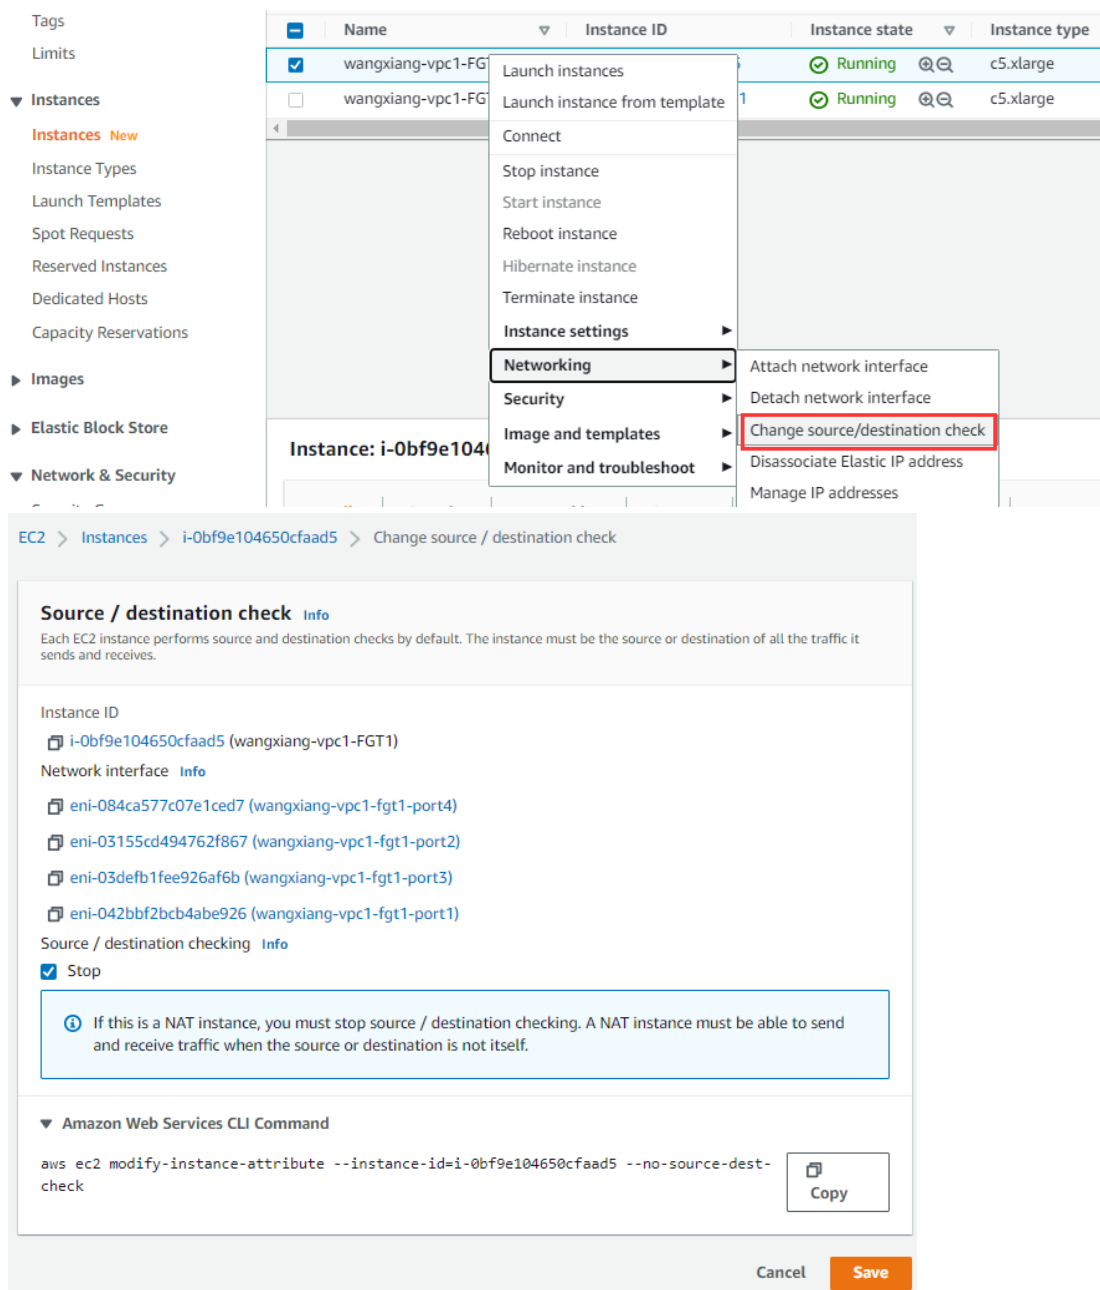 Tags
Limits
Instances
Instances New
Instance Types
Launch Templates
Spot Requests
Reserved Instances
Dedicated Hosts
Capacity Reservations
Images
Elastic Block Store
Network & Security
Name Instance ID Instance state Instance type
wangxiang-vpc1-FGT Running c5.xlarge
wangxiang-vpc1-FG 1 Running c5.xlarge
Launch instances
Launch instance from template
Connect
Stop instance
Start instance
Reboot instance
Hibernate instance
Terminate instance
Instance settings
Networking
Security
Image and templates
Monitor and troubleshoot
Attach network interface
Detach network interface
Change source/destination check
Disassociate Elastic IP address
Manage IP addresses
Instance: i-0bf9e104
EC2 > Instances > i-0bf9e104650cfaad5 > Change source / destination check
Source / destination check Info
Each EC2 instance performs source and destination checks by default. The instance must be the source or destination of all the traffic it
sends and receives.
Instance ID
i-0bf9e104650cfaad5 (wangxiang-vpc1-FGT1)
Network interface Info
eni-084ca577c07e1ced7 (wangxiang-vpc1-fgt1-port4)
eni-03155cd494762f867 (wangxiang-vpc1-fgt1-port2)
eni-03defb1fee926af6b (wangxiang-vpc1-fgt1-port3)
eni-042bbf2bcb4abe926 (wangxiang-vpc1-fgt1-port1)
Source / destination checking Info
Stop
If this is a NAT instance, you must stop source / destination checking. A NAT instance must be able to send
and receive traffic when the source or destination is not itself.
Amazon Web Services CLI Command
aws ec2 modify-instance-attribute --instance-id=i-0bf9e104650cfaad5 --no-source-dest-
check
Copy
Cancel Save